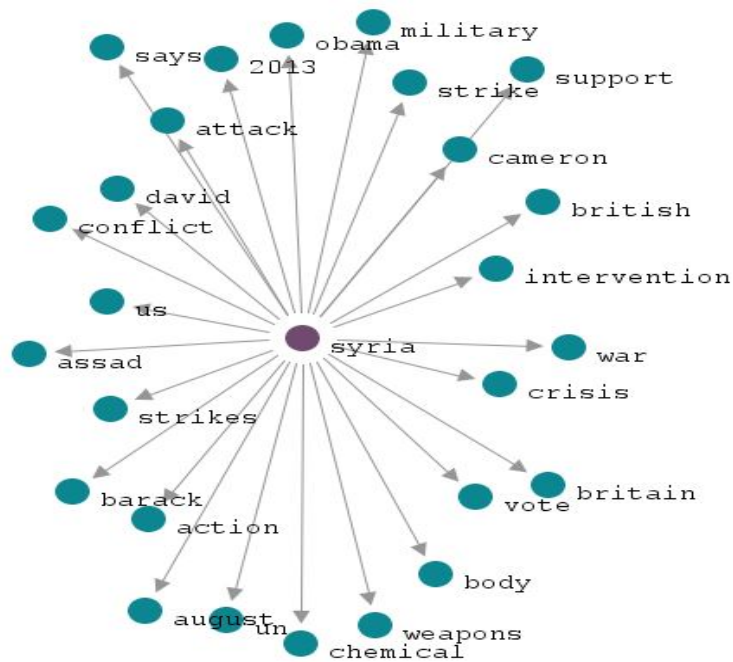 military
obama
says
2013
support
strike
attack
cameron
david
british
conflict
intervention
us
syria
war
assad
crisis
strikes
barack
britain
vote
action
body
august
un
weapons
chemical